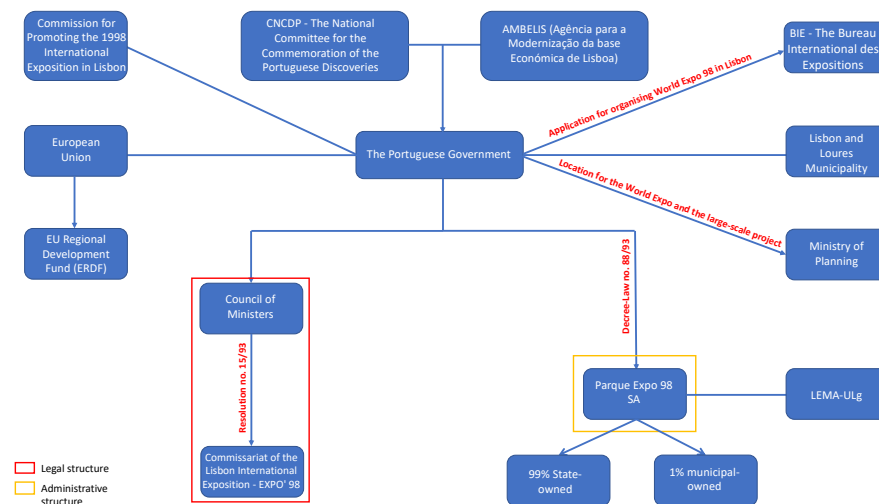 Commission for
Promoting the 1998
International
Exposition in Lisbon
CNCDP - The National
Committee for the
Commemoration of the
Portuguese Discoveries
AMBELIS (Agência para a
Modernização da base
Económica de Lisboa)
BIE - The Bureau
International des
Expositions
Application for organising World Expo 98 in Lisbon
European
Union
The Portuguese Government
Lisbon and
Loures
Municipality
Location for the World Expo and the large-scale project
EU Regional
Development
Fund (ERDF)
Ministry of
Planning
Council of
Ministers
Decree-Law no. 88/93
Resolution no. 15/93
Parque Expo 98
SA
LEMA-ULg
Commissariat of the
Lisbon International
Exposition - EXPO' 98
99% State-
owned
1% municipal-
owned
Legal structure
Administrative
structure